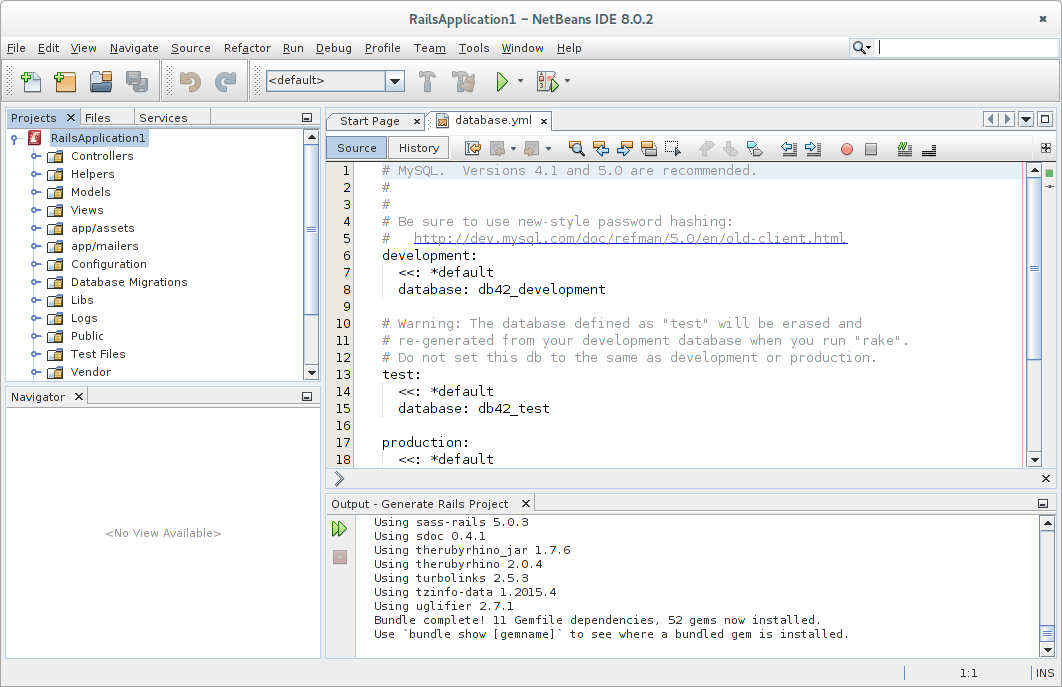 RailsApplication1 – NetBeans IDE 8.0.2
File Edit View Navigate Source Refactor Run Debug Profile Team Tools Window Help
<default>
Projects Files Services
RailsApplication1
Controllers
Helpers
Models
Views
app/assets
app/mailers
Configuration
Database Migrations
Libs
Logs
Public
Test Files
Vendor
Navigator
<No View Available>
Start Page database.yml
Source History
1 # MySQL.  Versions 4.1 and 5.0 are recommended.
2 #
3 #
4 # Be sure to use new-style password hashing:
5 #   http://dev.mysql.com/doc/refman/5.0/en/old-client.html
6 development:
7   <<: *default
8   database: db42_development
9
10 # Warning: The database defined as "test" will be erased and
11 # re-generated from your development database when you run "rake".
12 # Do not set this db to the same as development or production.
13 test:
14   <<: *default
15   database: db42_test
16
17 production:
18   <<: *default
Output - Generate Rails Project
Using sass-rails 5.0.3
Using sdoc 0.4.1
Using therubyrhino_jar 1.7.6
Using therubyrhino 2.0.4
Using turbolinks 2.5.3
Using tzinfo-data 1.2015.4
Using uglifier 2.7.1
Bundle complete! 11 Gemfile dependencies, 52 gems now installed.
Use `bundle show [gemname]` to see where a bundled gem is installed.
1:1 INS